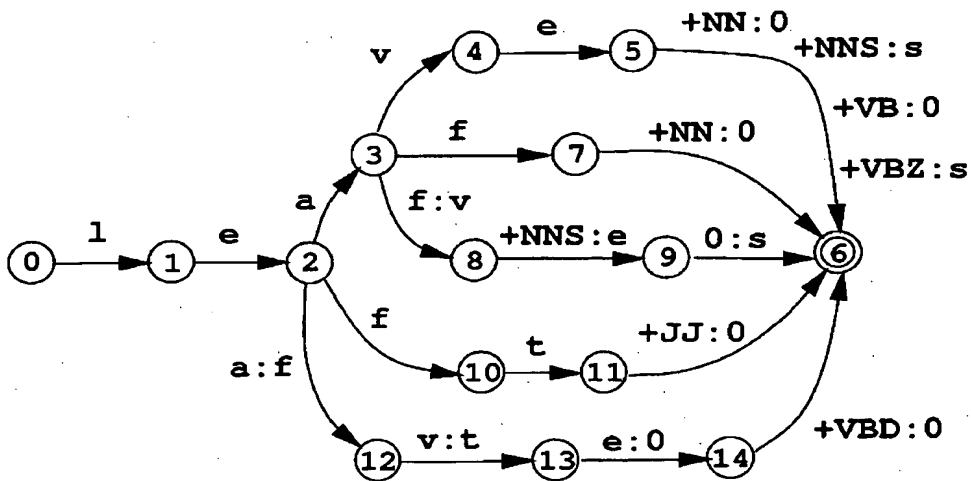 e
+NN:0
+NNS:s
v
4
5
+VB:0
f
+NN:0
3
7
+VBZ:s
a
f:v
l
e
+NNS:e
0:s
0
1
2
8
9
6
f
t
+JJ:0
a:f
10
11
v:t
e:0
+VBD:0
12
13
14